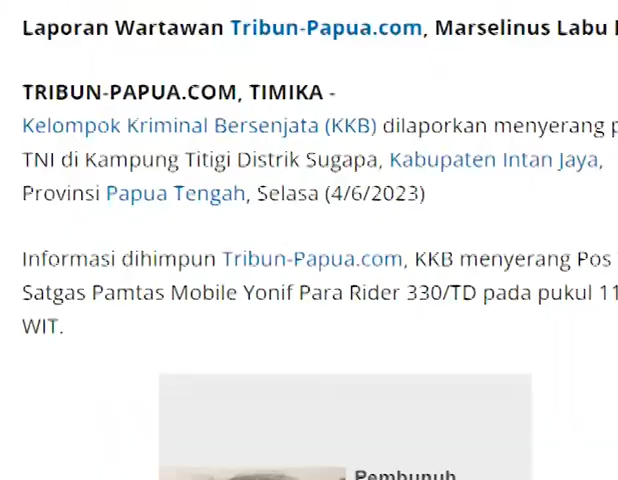 Laporan Wartawan Tribun-Papua.com, Marselinus Labu
TRIBUN-PAPUA.COM, TIMIKA -
Kelompok Kriminal Bersenjata (KKB) dilaporkan menyerang
TNI di Kampung Titigi Distrik Sugapa, Kabupaten Intan Jaya,
Provinsi Papua Tengah, Selasa (4/6/2023)
Informasi dihimpun Tribun-Papua.com, KKB menyerang Pos
Satgas Pamtas Mobile Yonif Para Rider 330/TD pada pukul 11
WIT.
Pembunuh